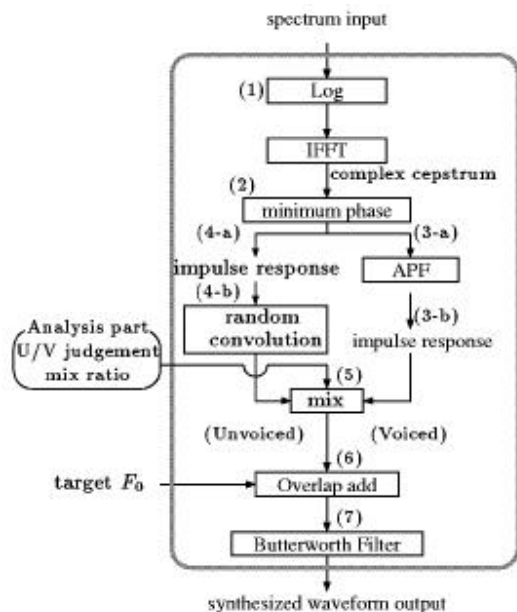 spectrum input
(1)
Log
IFFT
complex cepstrum
(2)
minimum phase
(4-a)
(3-a)
impulse response
APF
(4-b)
random
convolution
(3-b)
impulse response
Analysis part
U/V judgement
mix ratio
(5)
mix
(Unvoiced)
(Voiced)
(6)
target F0
Overlap add
(7)
Butterworth Filter
synthesized waveform output